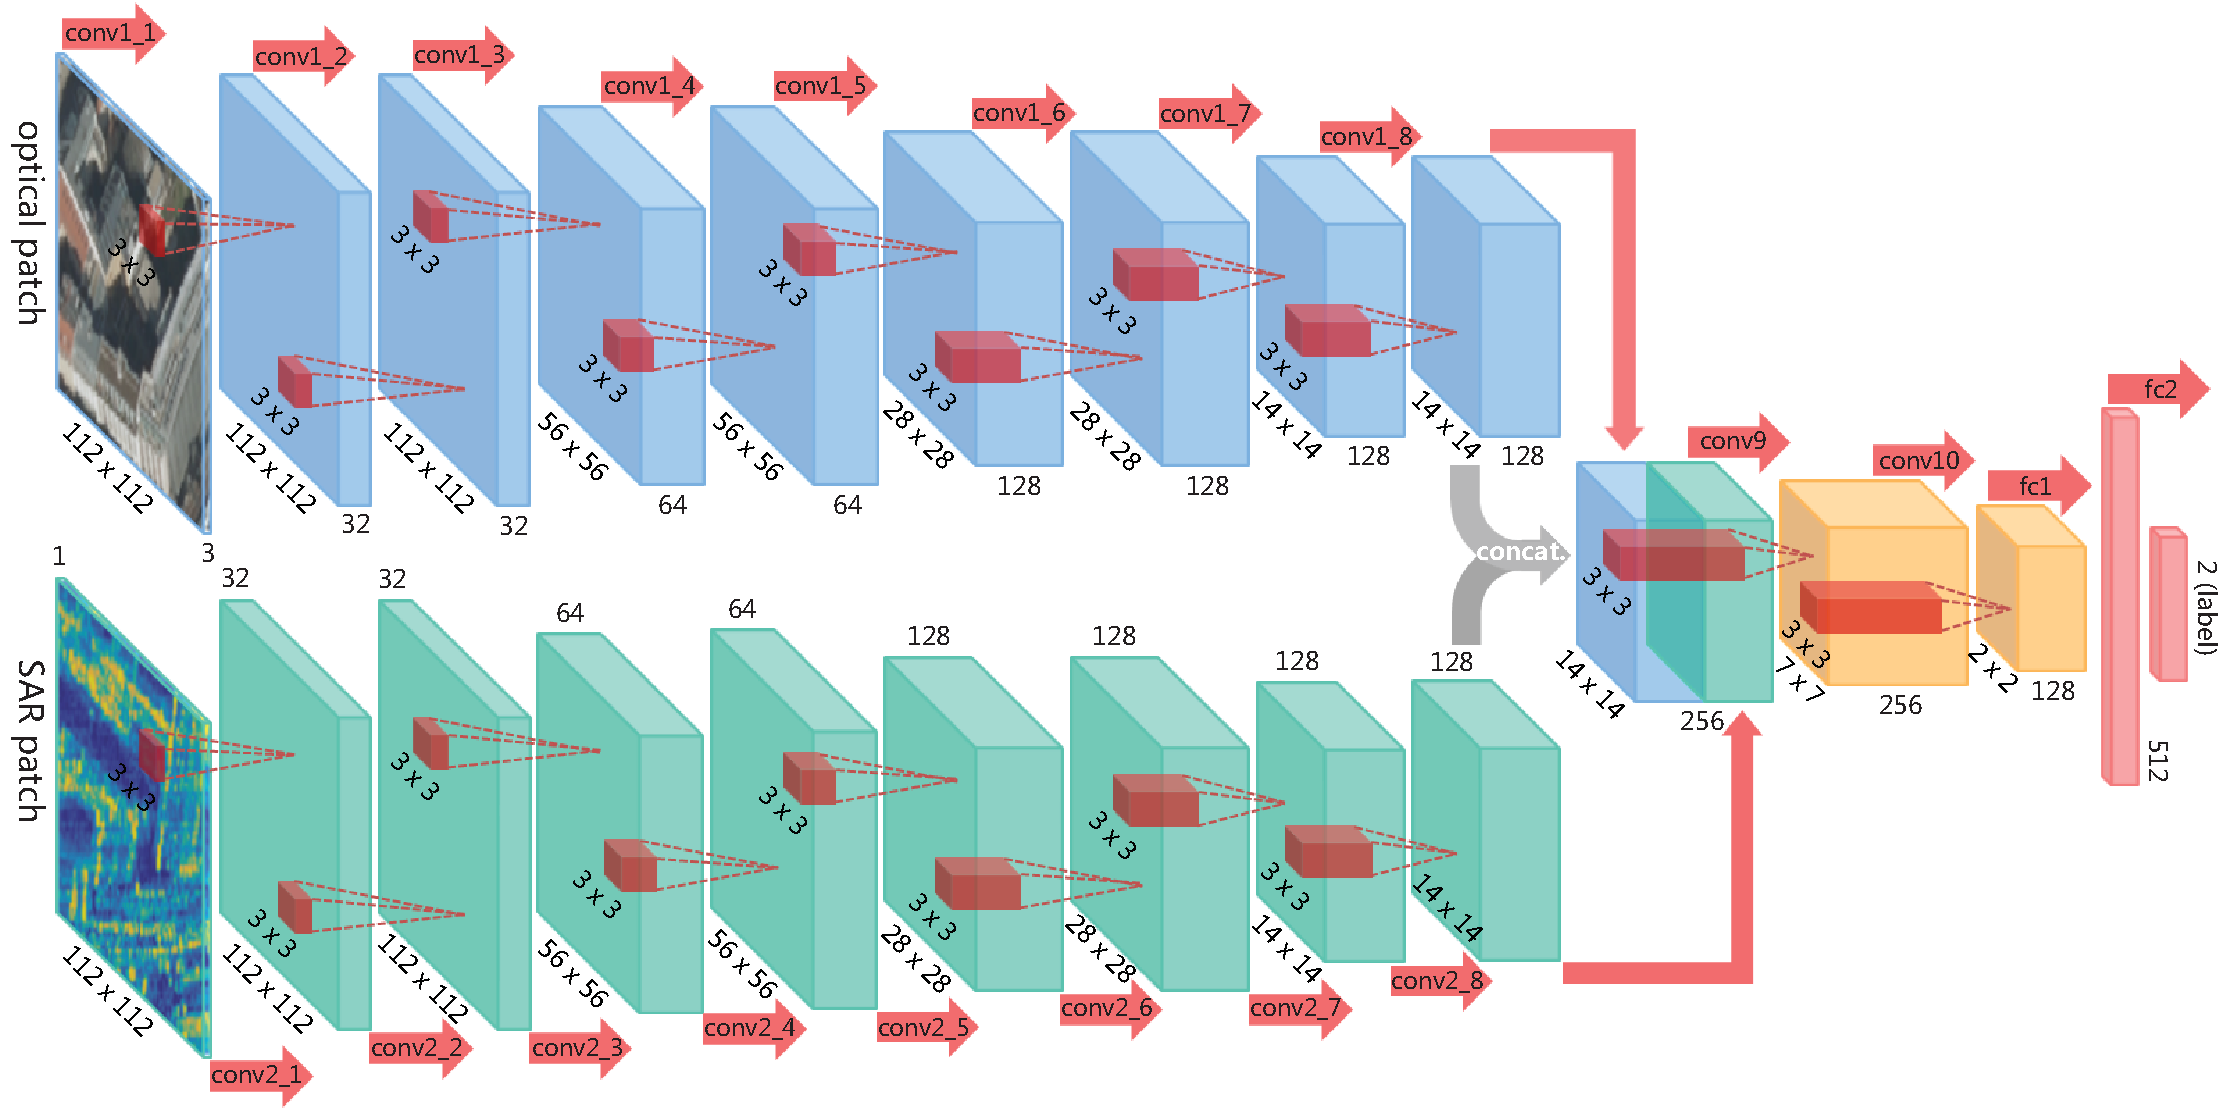 conv1_1
conv1_2
conv1_3
conv1_4
conv1_5
conv1_6
conv1_7
conv1_8
optical patch
3 x 3
3 x 3
3 x 3
3 x 3
3 x 3
3 x 3
3 x 3
3 x 3
112 x 112
112 x 112
112 x 112
56 x 56
56 x 56
28 x 28
28 x 28
14 x 14
14 x 14
3
32
32
64
64
128
128
128
128
concat.
conv9
conv10
fc1
fc2
3 x 3
3 x 3
14 x 14
7 x 7
2 x 2
256
256
128
512
2 (label)
SAR patch
1
32
32
64
64
128
128
128
128
3 x 3
3 x 3
3 x 3
3 x 3
3 x 3
3 x 3
3 x 3
3 x 3
112 x 112
112 x 112
112 x 112
56 x 56
56 x 56
28 x 28
28 x 28
14 x 14
14 x 14
conv2_1
conv2_2
conv2_3
conv2_4
conv2_5
conv2_6
conv2_7
conv2_8